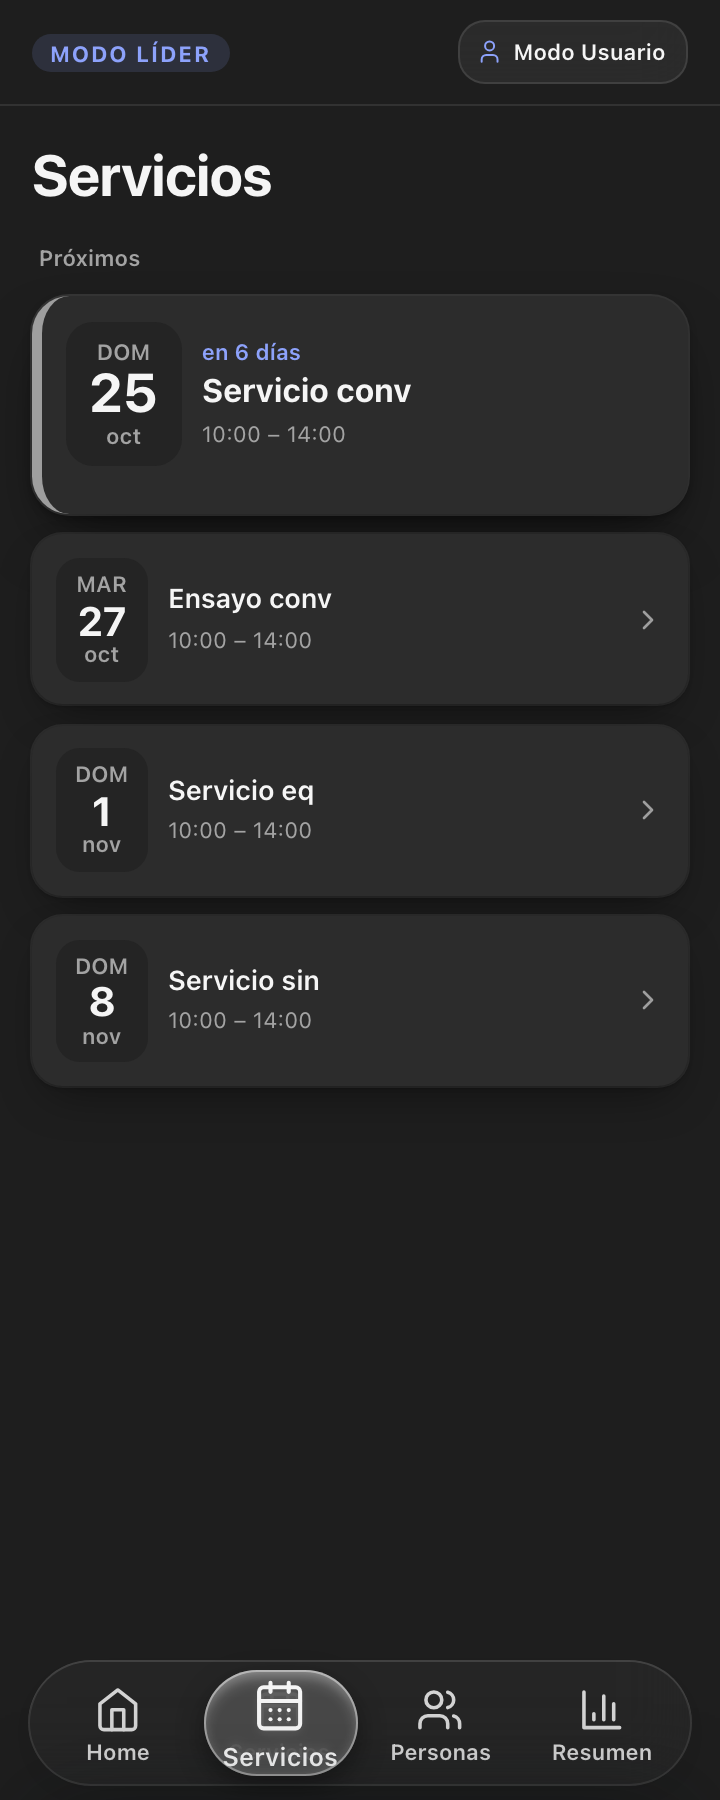 MODO LÍDER
Modo Usuario
Servicios
Próximos
DOM
25
oct
en 6 días
Servicio conv
10:00 – 14:00
MAR
27
oct
Ensayo conv
10:00 – 14:00
DOM
1
nov
Servicio eq
10:00 – 14:00
DOM
8
nov
Servicio sin
10:00 – 14:00
Home
Servicios
Personas
Resumen